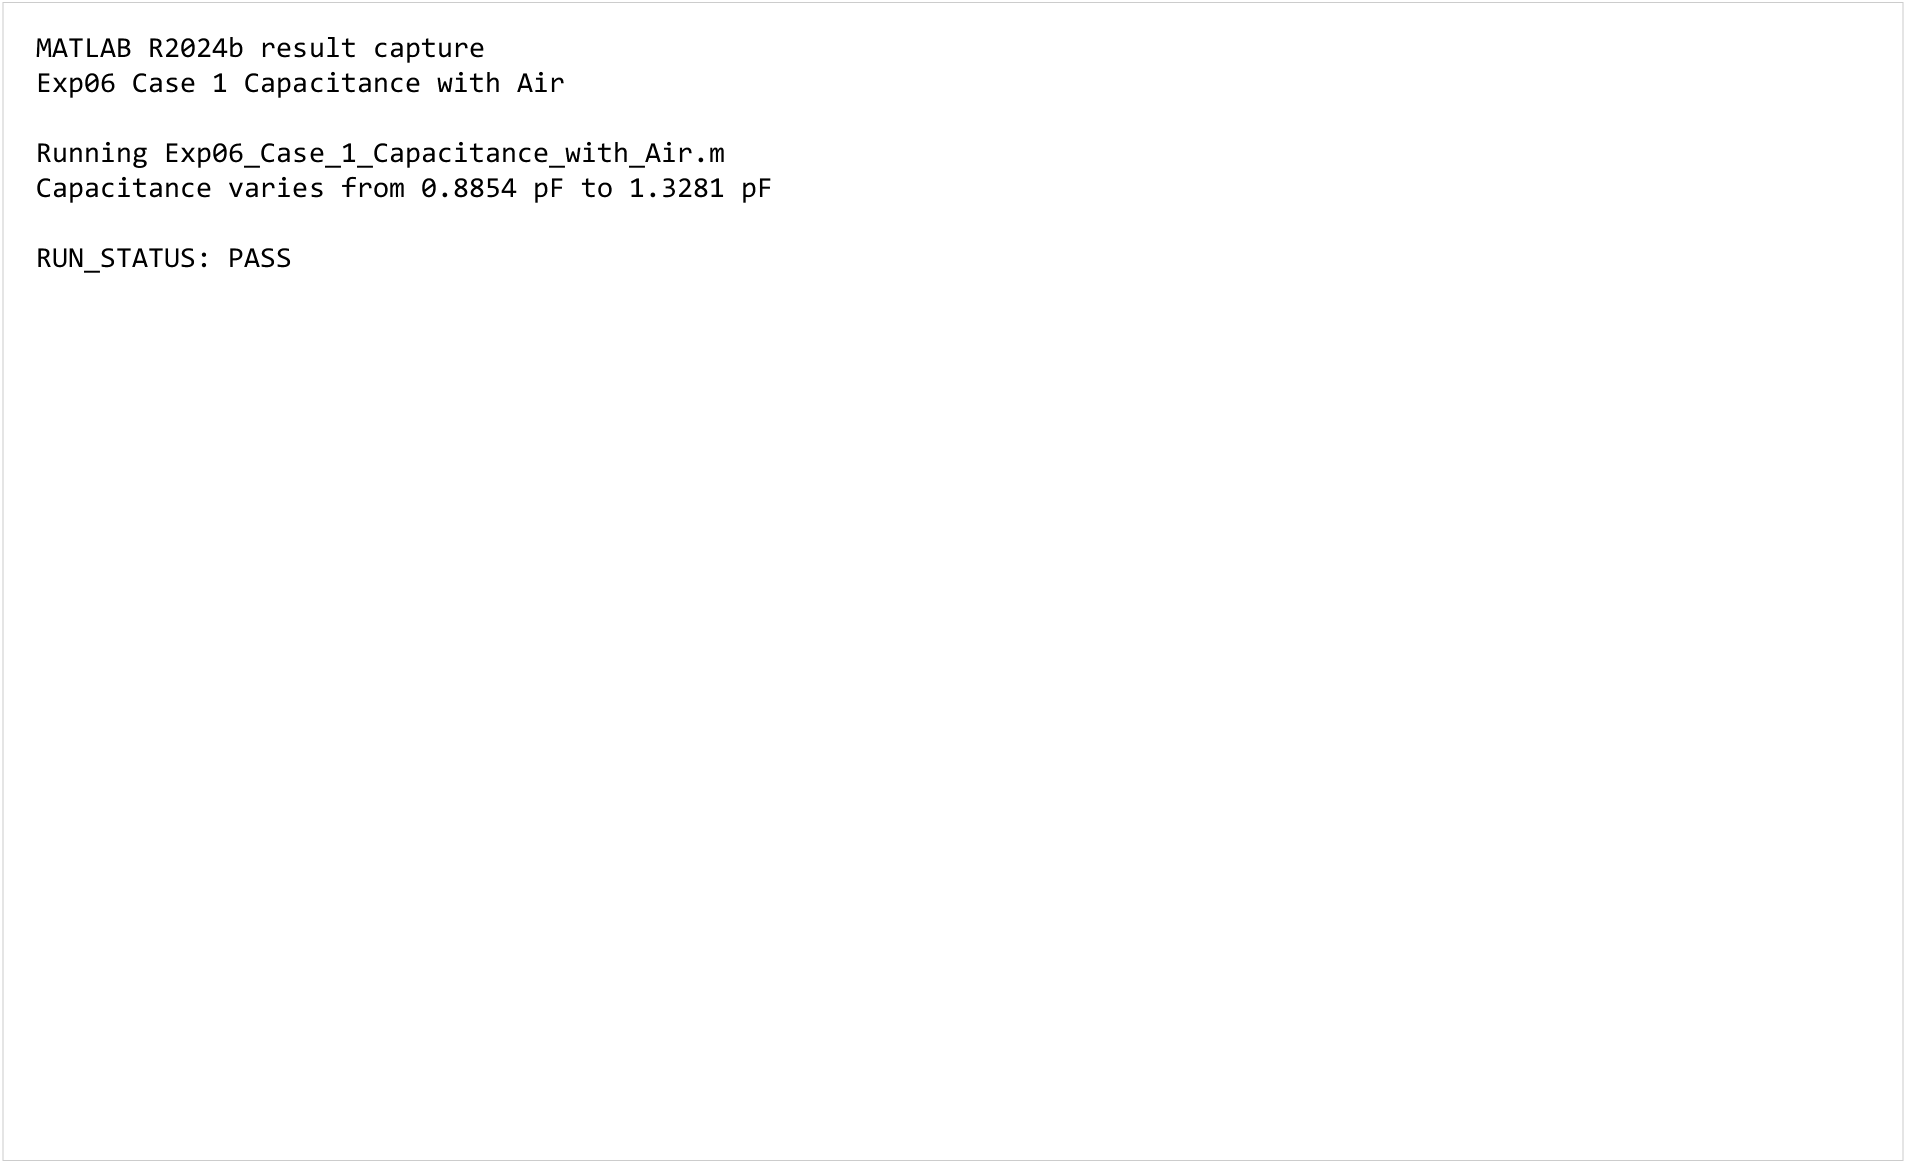 MATLAB R2024b result capture
Exp06 Case 1 Capacitance with Air
Running Exp06_Case_1_Capacitance_with_Air.m
Capacitance varies from 0.8854 pF to 1.3281 pF
RUN_STATUS: PASS